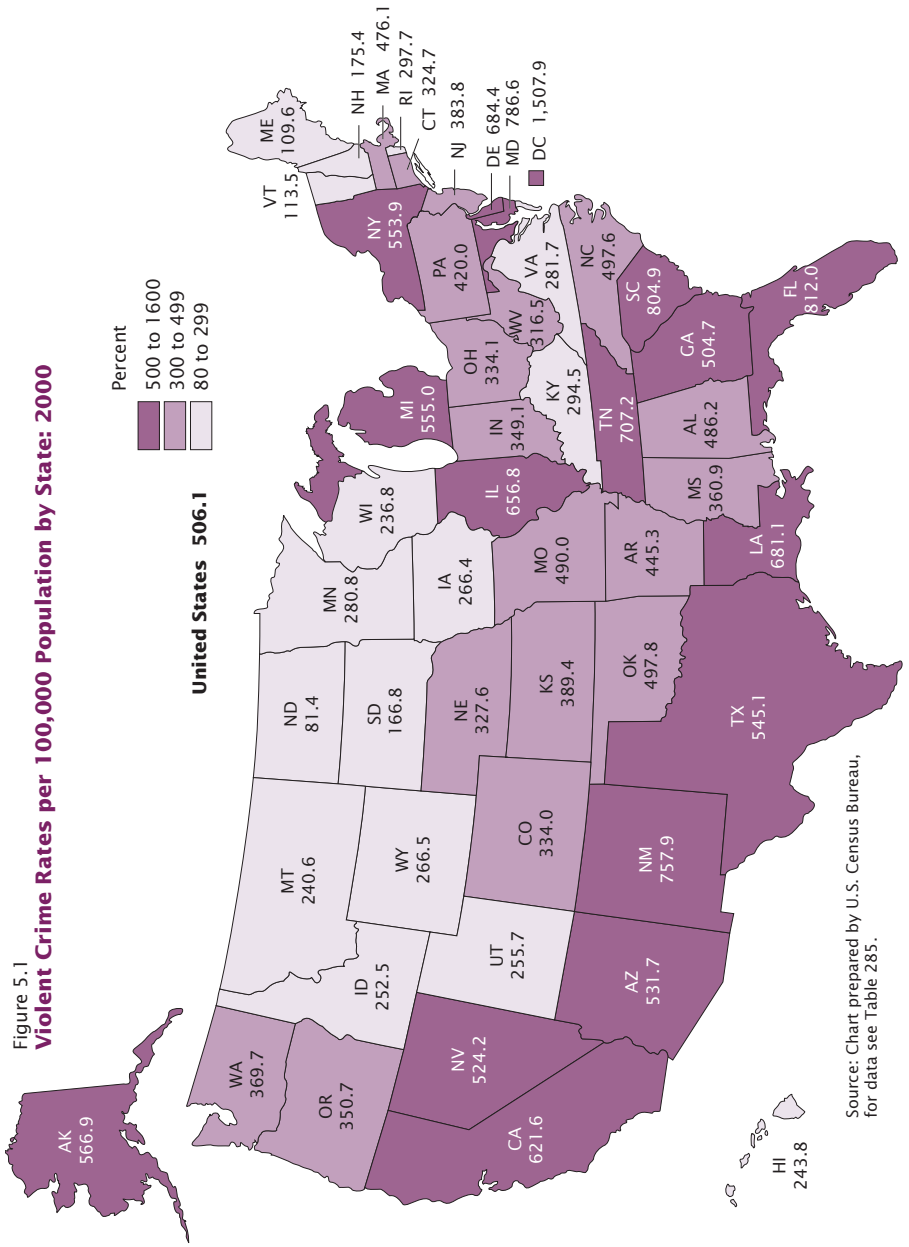 Figure 5.1
Violent Crime Rates per 100,000 Population by State: 2000
Percent
500 to 1600
300 to 499
80 to 299
United States 506.1
AK
566.9
WA
369.7
OR
350.7
CA
621.6
NV
524.2
ID
252.5
MT
240.6
WY
266.5
UT
255.7
AZ
531.7
CO
334.0
NM
757.9
ND
81.4
SD
166.8
NE
327.6
KS
389.4
OK
497.8
TX
545.1
MN
280.8
IA
266.4
MO
490.0
AR
445.3
LA
681.1
WI
236.8
IL
656.8
MI
555.0
IN
349.1
OH
334.1
KY
294.5
TN
707.2
MS
360.9
AL
486.2
GA
504.7
FL
812.0
SC
804.9
NC
497.6
VA
281.7
WV
316.5
PA
420.0
NY
553.9
VT
113.5
ME
109.6
NH 175.4
MA 476.1
RI 297.7
CT 324.7
NJ 383.8
DE 684.4
MD 786.6
DC 1,507.9
HI
243.8
Source: Chart prepared by U.S. Census Bureau,
for data see Table 285.